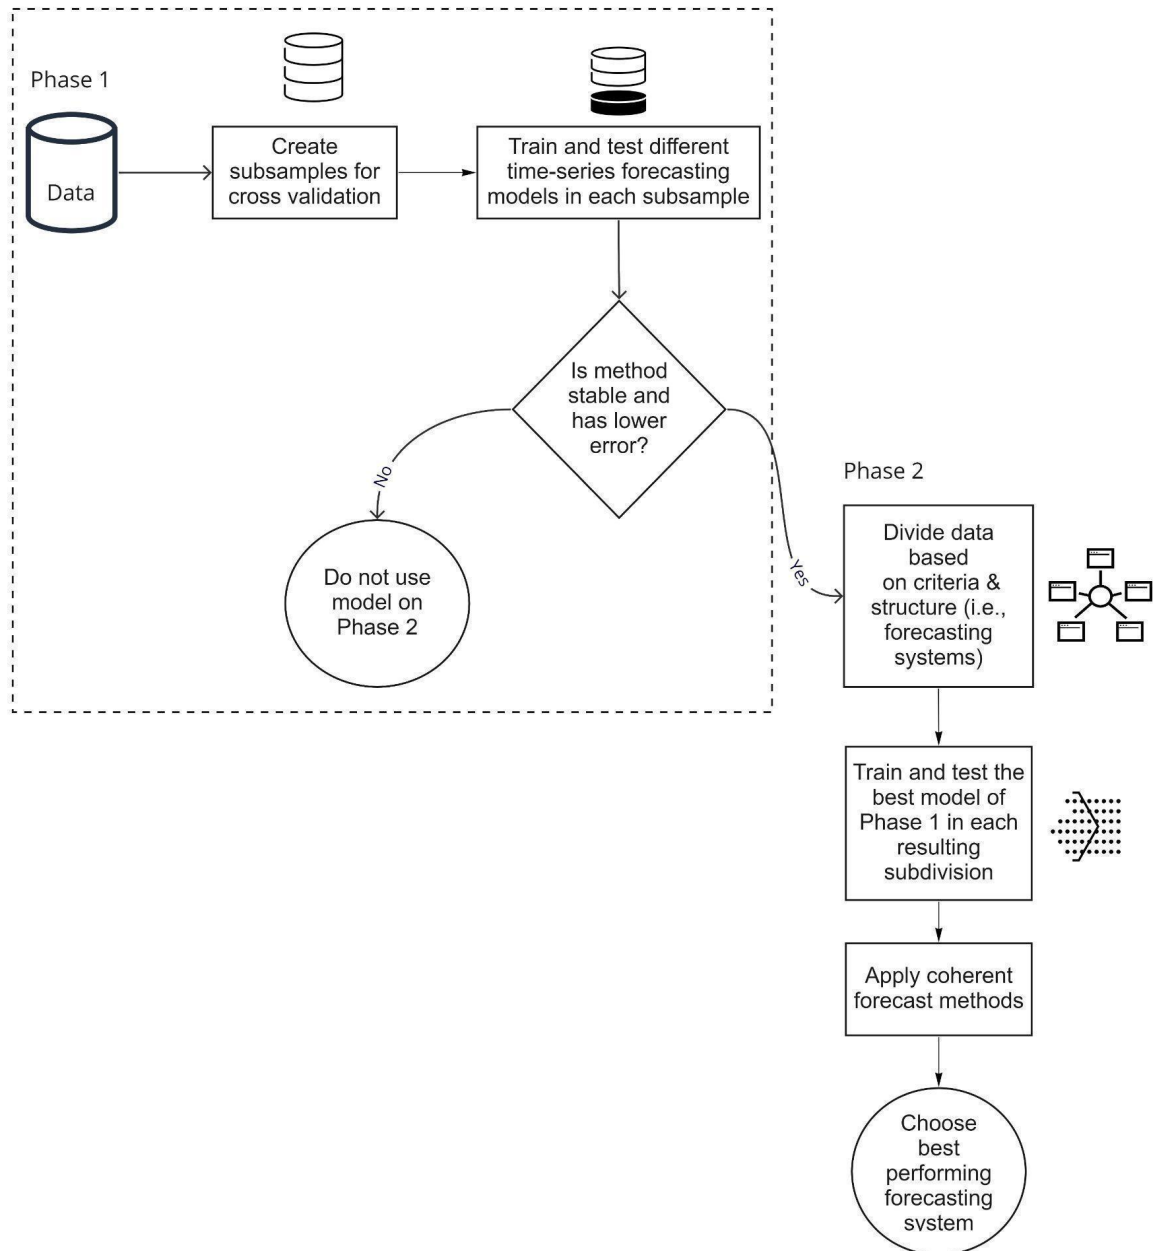 Phase 1
Data
Create
subsamples for
cross validation
Train and test different
time-series forecasting
models in each subsample
Is method
stable and
has lower
error?
No
Do not use
model on
Phase 2
Yes
Phase 2
Divide data
based
on criteria &
structure (i.e.,
forecasting
systems)
Train and test the
best model of
Phase 1 in each
resulting
subdivision
Apply coherent
forecast methods
Choose
best
performing
forecasting
system